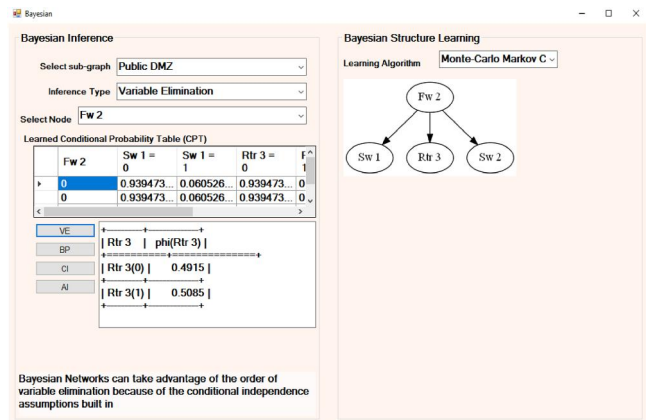 Bayesian
Bayesian Inference
Select sub-graph Public DMZ
Inference Type Variable Elimination
Select Node Fw 2
Learned Conditional Probability Table (CPT)
Fw 2 Sw 1 = 0 Sw 1 = 1 Rtr 3 = 0
0 0.939473... 0.060526... 0.939473... 0
0 0.939473... 0.060526... 0.939473... 0
VE
BP
CI
AI
+---------+--------------+
| Rtr 3 | phi(Rtr 3) |
+==========+==============+
| Rtr 3(0) | 0.4915 |
+---------+--------------+
| Rtr 3(1) | 0.5085 |
+---------+--------------+
Bayesian Networks can take advantage of the order of
variable elimination because of the conditional independence
assumptions built in
Bayesian Structure Learning
Learning Algorithm Monte-Carlo Markov C
Fw 2
Sw 1 Rtr 3 Sw 2